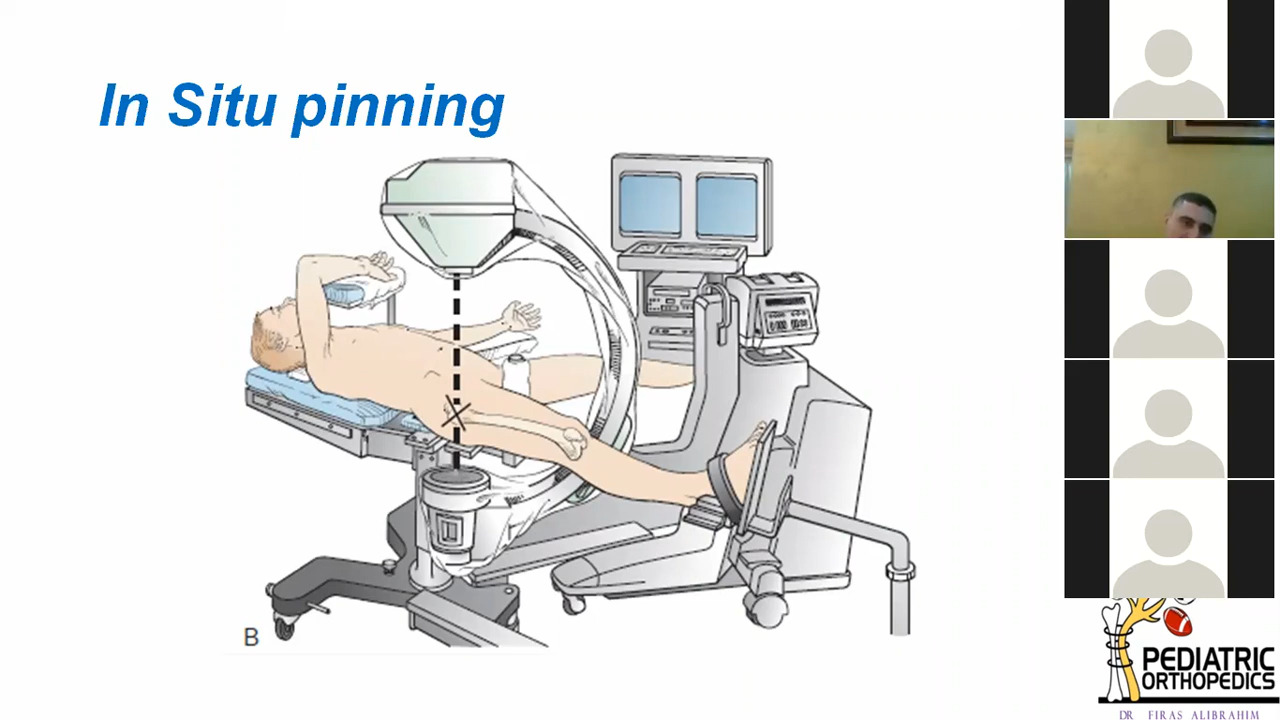 In Situ pinning
B
PEDIATRIC
ORTHOPEDICS
DR FIRAS ALIBRAHIM